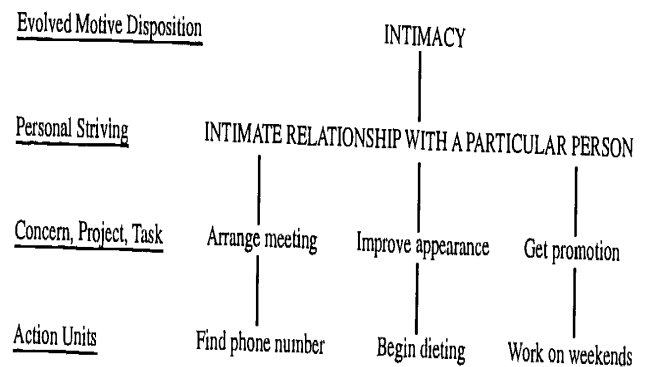 Evolved Motive Disposition INTIMACY
Personal Striving INTIMATE RELATIONSHIP WITH A PARTICULAR PERSON
Concern, Project, Task Arrange meeting Improve appearance Get promotion
Action Units Find phone number Begin dieting Work on weekends